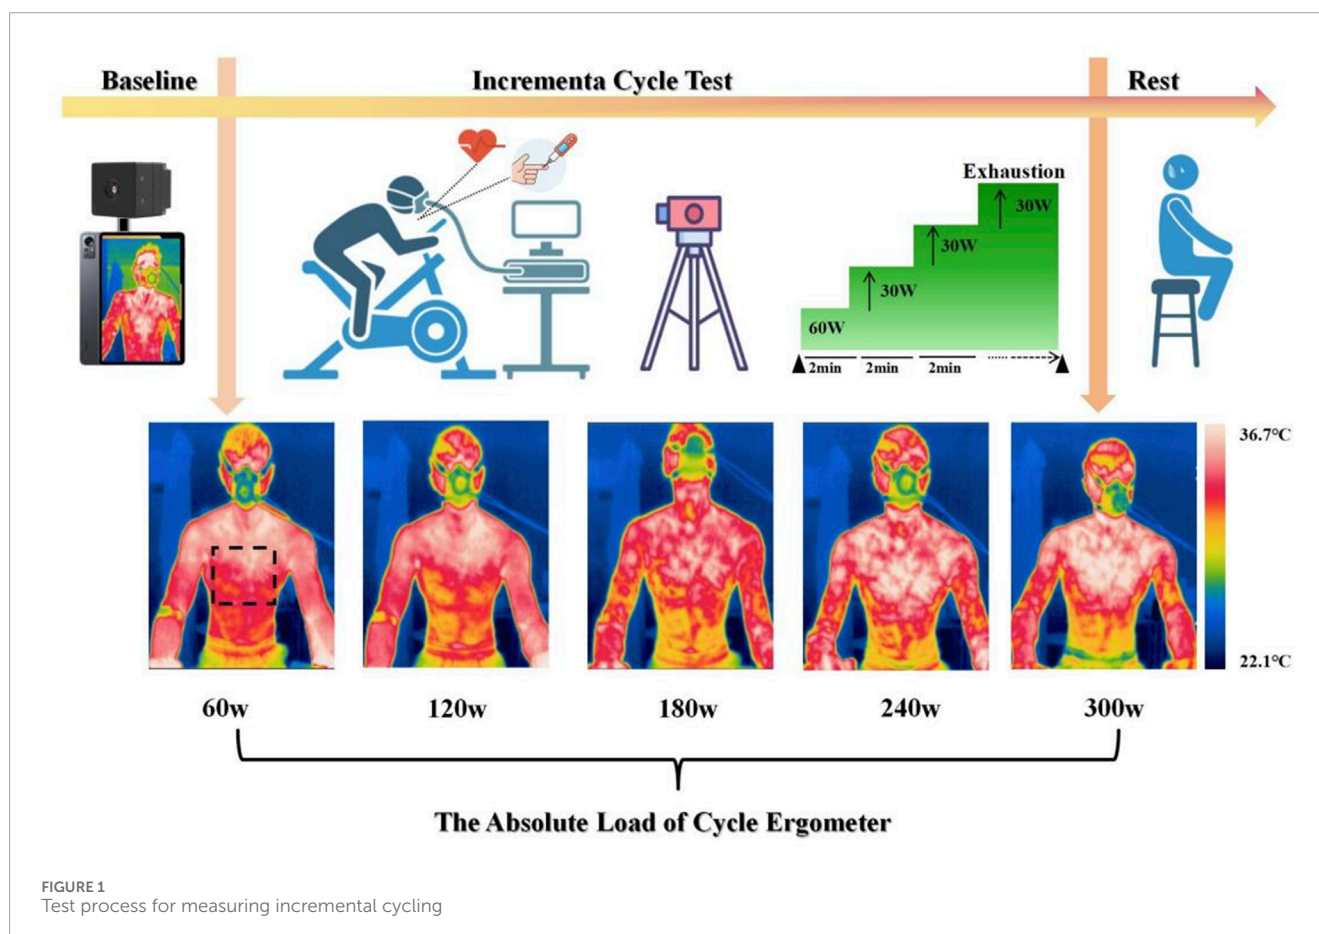 Baseline
Incrementa Cycle Test
Rest
Exhaustion
30W
30W
30W
60W
2min
2min
2min
36.7°C
22.1°C
60w
120w
180w
240w
300w
The Absolute Load of Cycle Ergometer
FIGURE 1
Test process for measuring incremental cycling